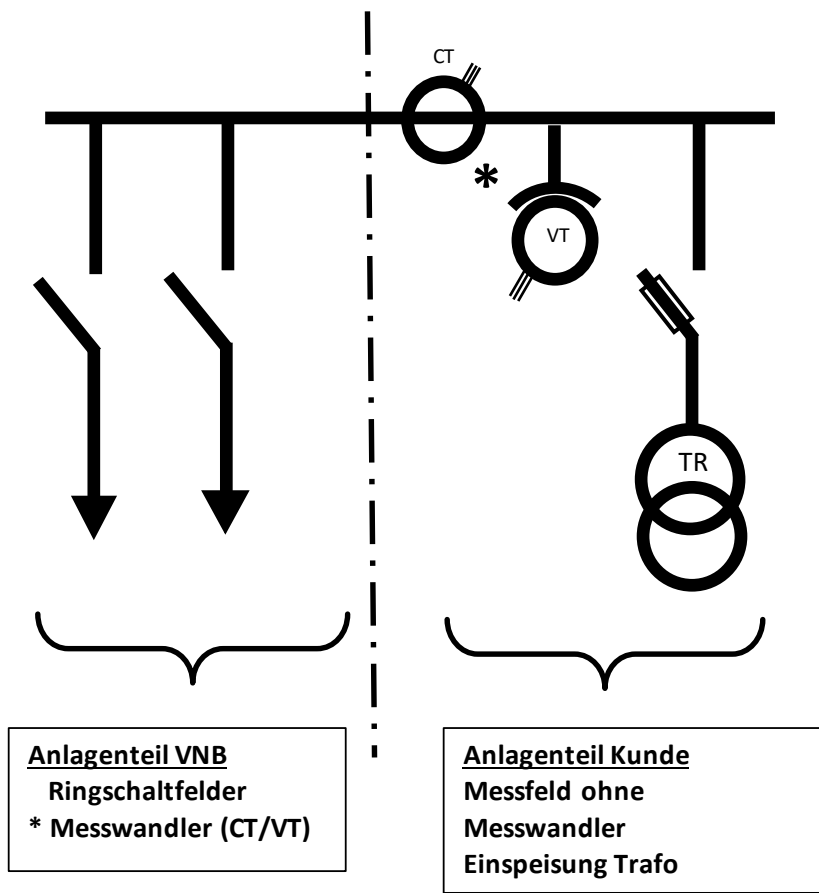 CT
*
VT
TR
Anlagenteil VNB
Ringschaltfelder
* Messwandler (CT/VT)
Anlagenteil Kunde
Messfeld ohne
Messwandler
Einspeisung Trafo